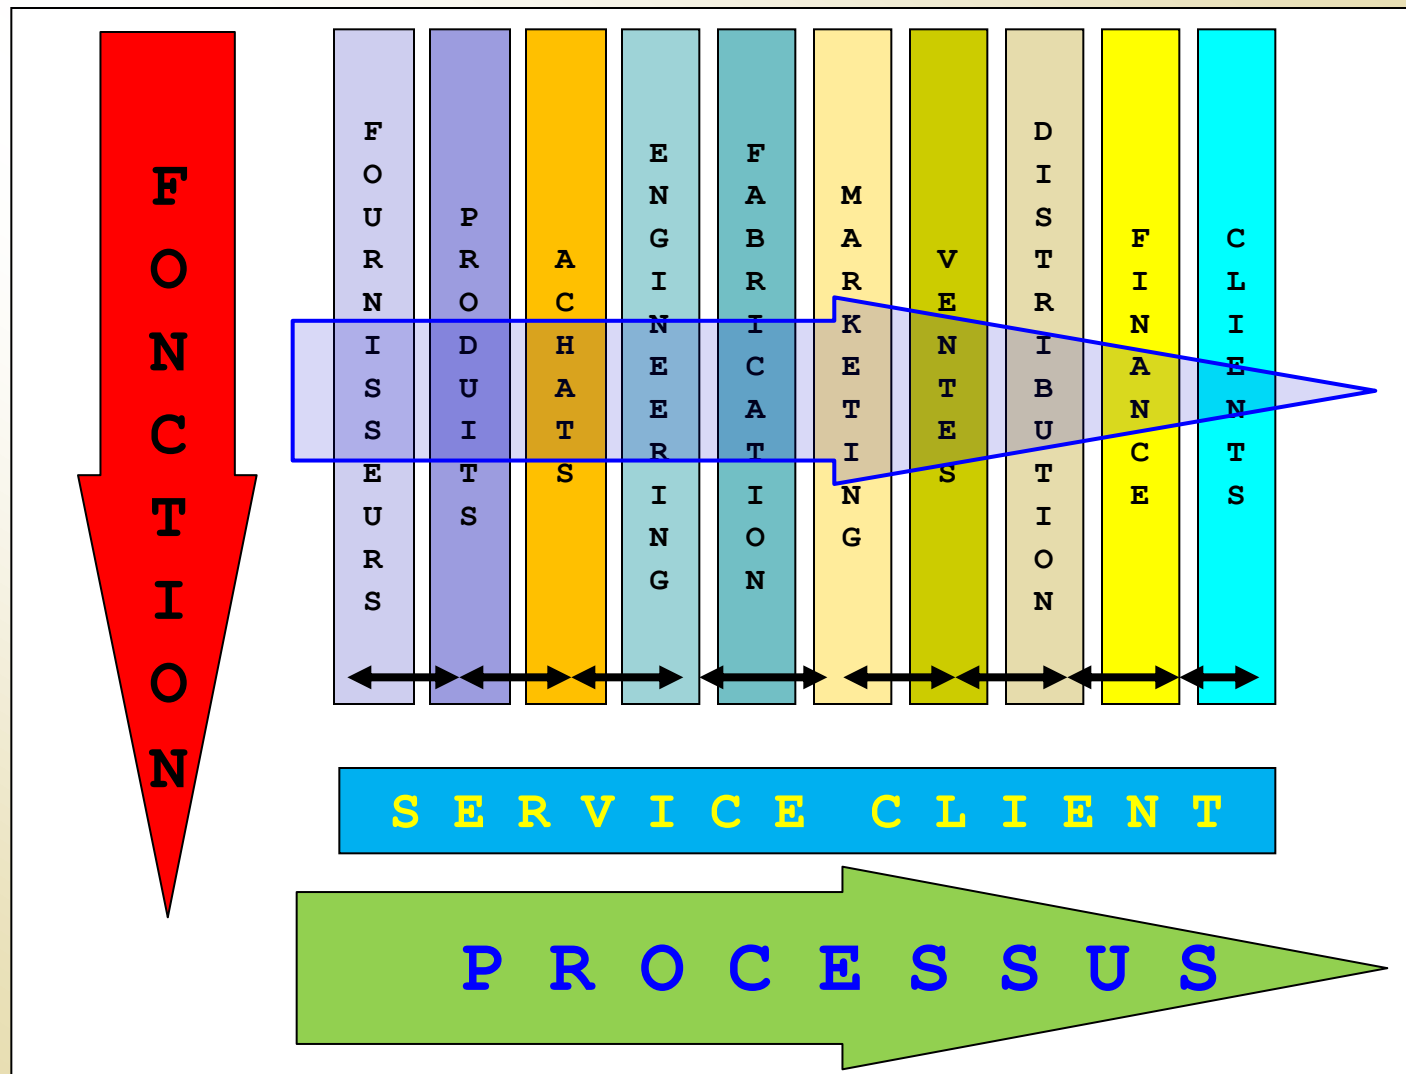 FONCTION
FOURNISSEURS
PRODUITS
ACHATS
ENGINEERING
FABRICATION
MARKETING
VENTES
DISTRIBUTION
FINANCE
CLIENTS
SERVICE CLIENT
PROCESSUS